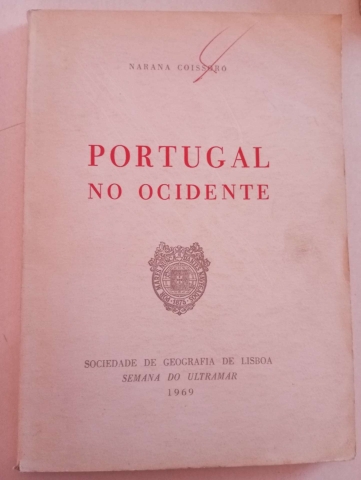 NARANA COISSORÓ
PORTUGAL
NO OCIDENTE
SOCIEDADE DE GEOGRAFIA DE LISBOA
SEMANA DO ULTRAMAR
1969